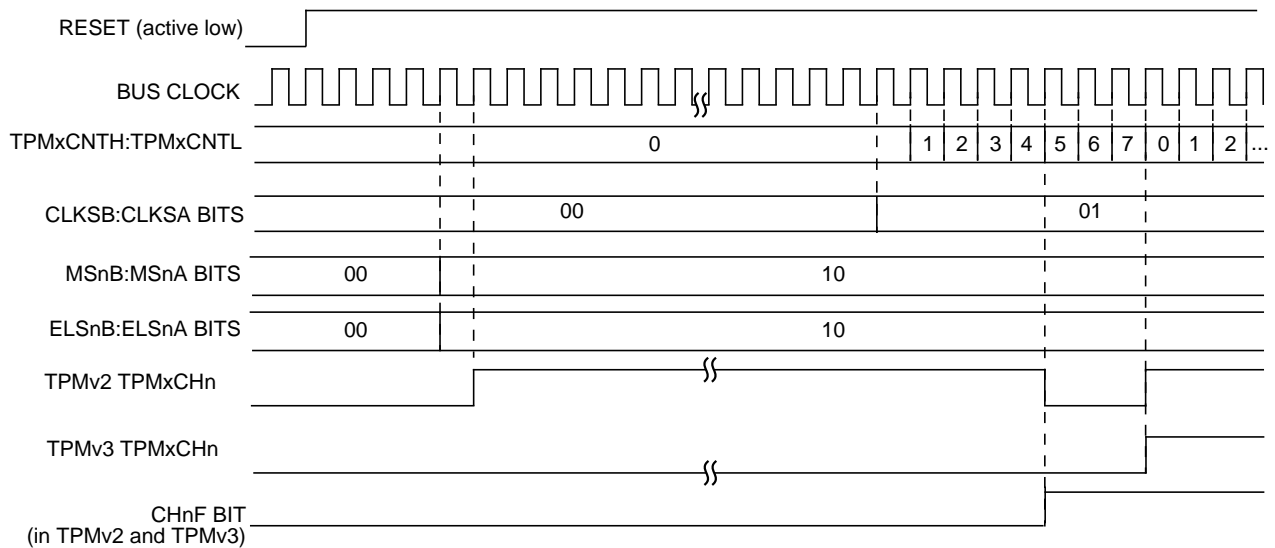 RESET (active low)
BUS CLOCK
TPMxCNTH:TPMxCNTL 0 1 2 3 4 5 6 7 0 1 2 ...
CLKSB:CLKSA BITS 00 01
MSnB:MSnA BITS 00 10
ELSnB:ELSnA BITS 00 10
TPMv2 TPMxCHn
TPMv3 TPMxCHn
CHnF BIT
(in TPMv2 and TPMv3)